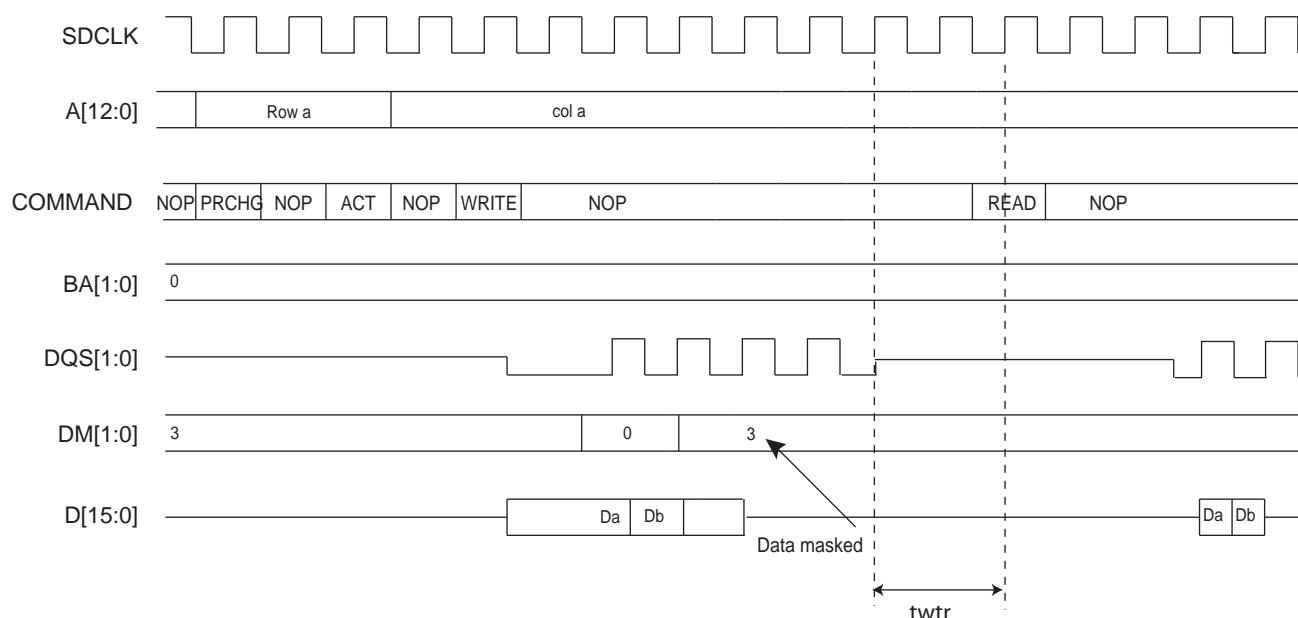 SDCLK
A[12:0] Row a col a
COMMAND NOP PRCHG NOP ACT NOP WRITE NOP READ NOP
BA[1:0] 0
DQS[1:0]
DM[1:0] 3 0 3
D[15:0] Da Db Da Db
Data masked
twtr